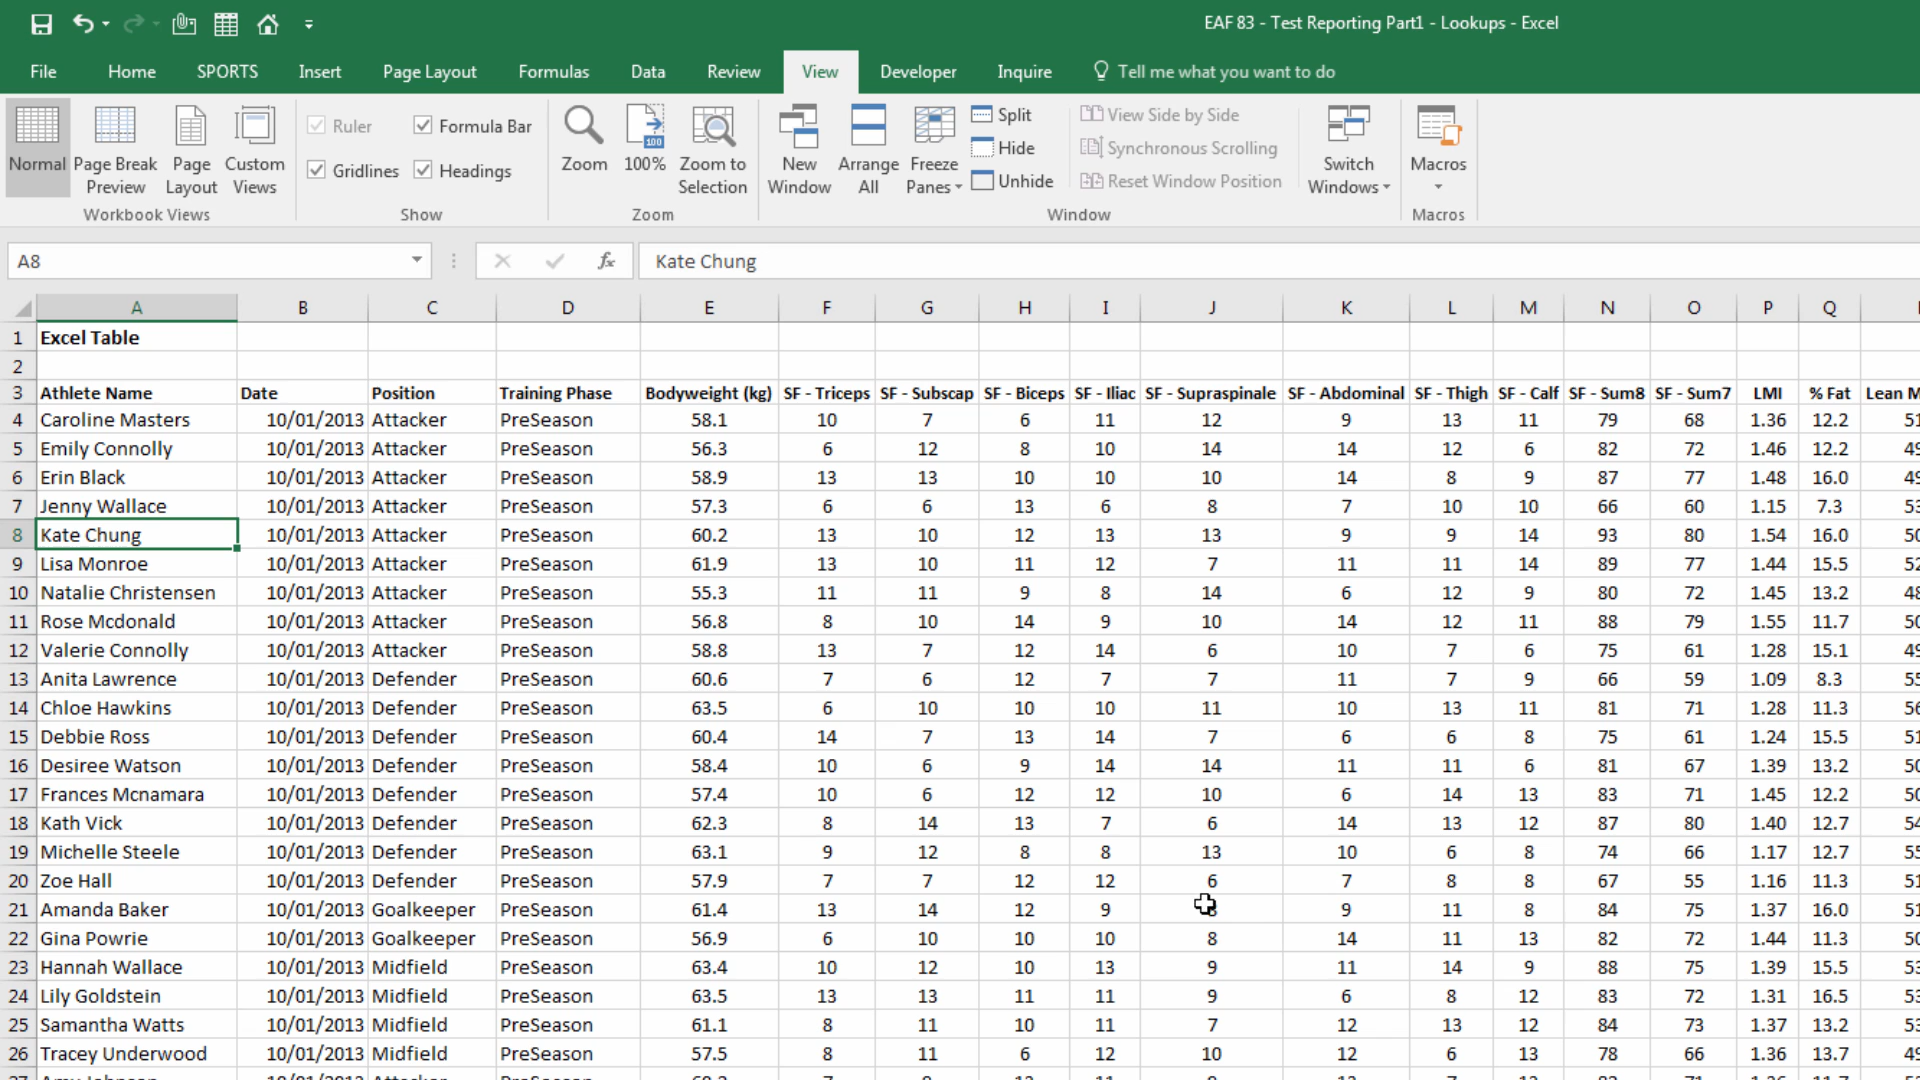 EAF 83 - Test Reporting Part1 - Lookups - Excel
File Home SPORTS Insert Page Layout Formulas Data Review View Developer Inquire Tell me what you want to do
Normal Page Break Preview Page Layout Custom Views
Workbook Views
Ruler Formula Bar
Gridlines Headings
Show
Zoom 100% Zoom to Selection
Zoom
New Window Arrange All Freeze Panes
Split
Hide
Unhide
View Side by Side
Synchronous Scrolling
Reset Window Position
Window
Switch Windows
Macros
Macros
A8 fx Kate Chung
A B C D E F G H I J K L M N O P Q
1 Excel Table
2
3 Athlete Name Date Position Training Phase Bodyweight (kg) SF - Triceps SF - Subscap SF - Biceps SF - Iliac SF - Supraspinale SF - Abdominal SF - Thigh SF - Calf SF - Sum8 SF - Sum7 LMI % Fat Lean
4 Caroline Masters 10/01/2013 Attacker PreSeason 58.1 10 7 6 11 12 9 13 11 79 68 1.36 12.2
5 Emily Connolly 10/01/2013 Attacker PreSeason 56.3 6 12 8 10 14 14 12 6 82 72 1.46 12.2
6 Erin Black 10/01/2013 Attacker PreSeason 58.9 13 13 10 10 10 14 8 9 87 77 1.48 16.0
7 Jenny Wallace 10/01/2013 Attacker PreSeason 57.3 6 6 13 6 8 7 10 10 66 60 1.15 7.3
8 Kate Chung 10/01/2013 Attacker PreSeason 60.2 13 10 12 13 13 9 9 14 93 80 1.54 16.0
9 Lisa Monroe 10/01/2013 Attacker PreSeason 61.9 13 10 11 12 7 11 11 14 89 77 1.44 15.5
10 Natalie Christensen 10/01/2013 Attacker PreSeason 55.3 11 11 9 8 14 6 12 9 80 72 1.45 13.2
11 Rose Mcdonald 10/01/2013 Attacker PreSeason 56.8 8 10 14 9 10 14 12 11 88 79 1.55 11.7
12 Valerie Connolly 10/01/2013 Attacker PreSeason 58.8 13 7 12 14 6 10 7 6 75 61 1.28 15.1
13 Anita Lawrence 10/01/2013 Defender PreSeason 60.6 7 6 12 7 7 11 7 9 66 59 1.09 8.3
14 Chloe Hawkins 10/01/2013 Defender PreSeason 63.5 6 10 10 10 11 10 13 11 81 71 1.28 11.3
15 Debbie Ross 10/01/2013 Defender PreSeason 60.4 14 7 13 14 7 6 6 8 75 61 1.24 15.5
16 Desiree Watson 10/01/2013 Defender PreSeason 58.4 10 6 9 14 14 11 11 6 81 67 1.39 13.2
17 Frances Mcnamara 10/01/2013 Defender PreSeason 57.4 10 6 12 12 10 6 14 13 83 71 1.45 12.2
18 Kath Vick 10/01/2013 Defender PreSeason 62.3 8 14 13 7 6 14 13 12 87 80 1.40 12.7
19 Michelle Steele 10/01/2013 Defender PreSeason 63.1 9 12 8 8 13 10 6 8 74 66 1.17 12.7
20 Zoe Hall 10/01/2013 Defender PreSeason 57.9 7 7 12 12 6 7 8 8 67 55 1.16 11.3
21 Amanda Baker 10/01/2013 Goalkeeper PreSeason 61.4 13 14 12 9 9 11 8 84 75 1.37 16.0
22 Gina Powrie 10/01/2013 Goalkeeper PreSeason 56.9 6 10 10 10 8 14 11 13 82 72 1.44 11.3
23 Hannah Wallace 10/01/2013 Midfield PreSeason 63.4 10 12 10 13 9 11 14 9 88 75 1.39 15.5
24 Lily Goldstein 10/01/2013 Midfield PreSeason 63.5 13 13 11 11 9 6 8 12 83 72 1.31 16.5
25 Samantha Watts 10/01/2013 Midfield PreSeason 61.1 8 11 10 11 7 12 13 12 84 73 1.37 13.2
26 Tracey Underwood 10/01/2013 Midfield PreSeason 57.5 8 11 6 12 10 12 6 13 78 66 1.36 13.7